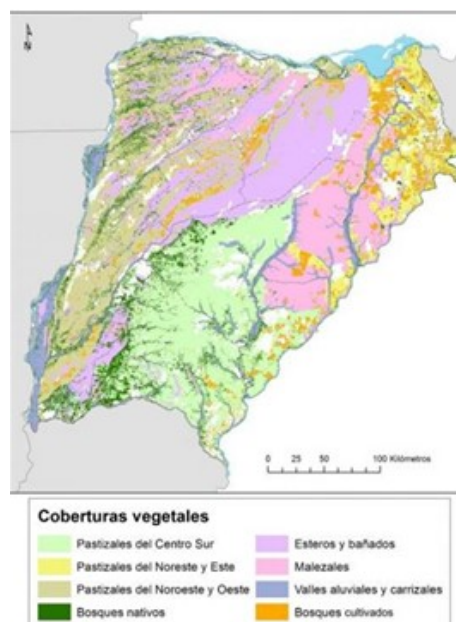 N
0 25 50 100 Kilómetros
Coberturas vegetales
Pastizales del Centro Sur
Pastizales del Noreste y Este
Pastizales del Noroeste y Oeste
Bosques nativos
Esteros y bañados
Malezales
Valles aluviales y carrizales
Bosques cultivados